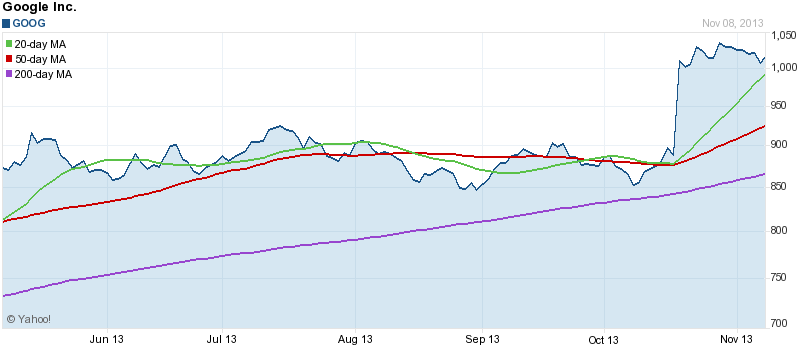 Google Inc.
GOOG
Nov 08, 2013
20-day MA
50-day MA
200-day MA
1,050
1,000
950
900
850
800
750
700
© Yahoo!
Jun 13
Jul 13
Aug 13
Sep 13
Oct 13
Nov 13